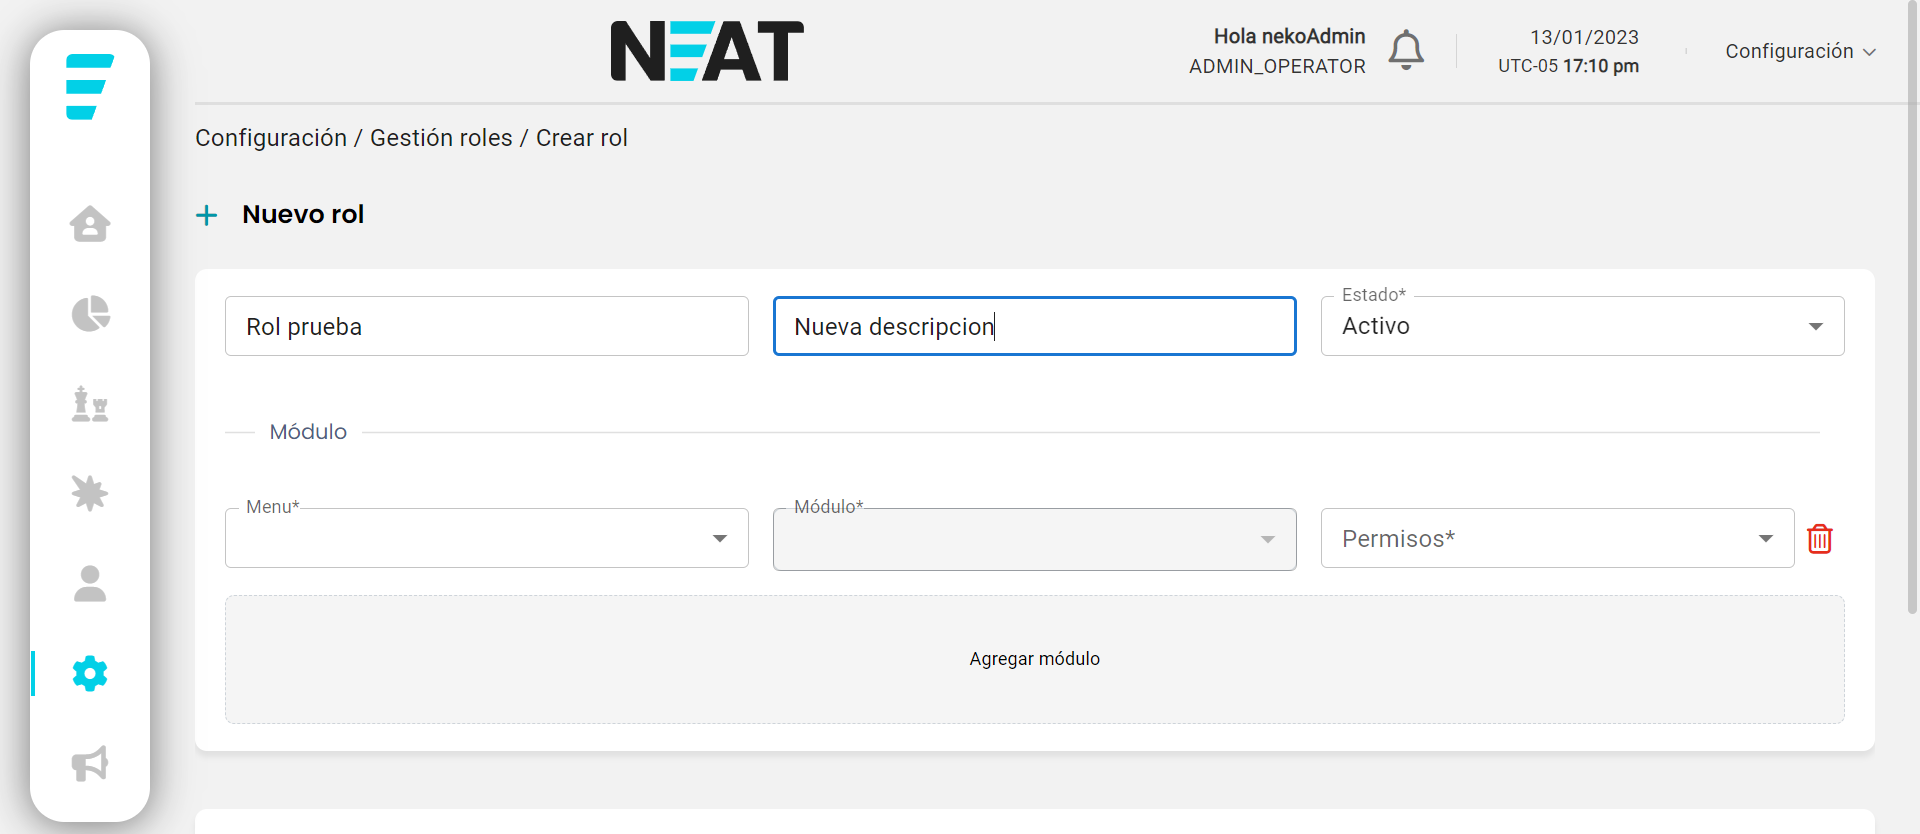 NEAT
Hola nekoAdmin
ADMIN_OPERATOR
13/01/2023
UTC-05 17:10 pm
Configuración
Configuración / Gestión roles / Crear rol
+ Nuevo rol
Rol prueba
Nueva descripcion
Estado*
Activo
Módulo
Menu*
Módulo*
Permisos*
Agregar módulo